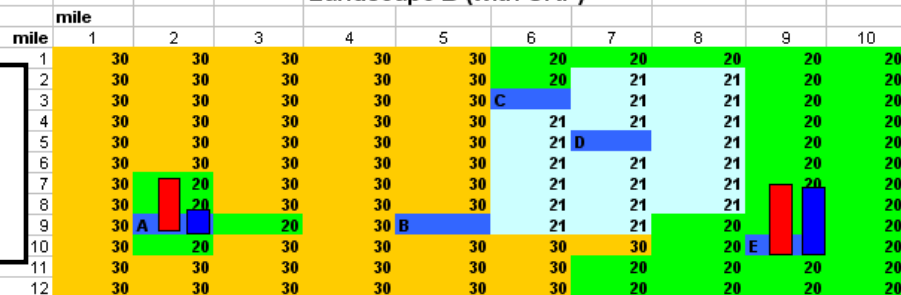 mile
mile 1 2 3 4 5 6 7 8 9 10
1 30 30 30 30 30 20 20 20 20 20
2 30 30 30 30 30 20 21 21 20 20
3 30 30 30 30 30 C 21 21 20 20
4 30 30 30 30 30 21 21 21 20 20
5 30 30 30 30 30 21 D 21 20 20
6 30 30 30 30 30 21 21 21 20 20
7 30 20 30 30 30 21 21 21 20 20
8 30 20 30 30 30 21 21 21 20
9 30 A 20 30 B 21 21 20 20
10 30 20 30 30 30 30 30 20 E 20
11 30 30 30 30 30 30 20 20 20 20
12 30 30 30 30 30 30 20 20 20 20